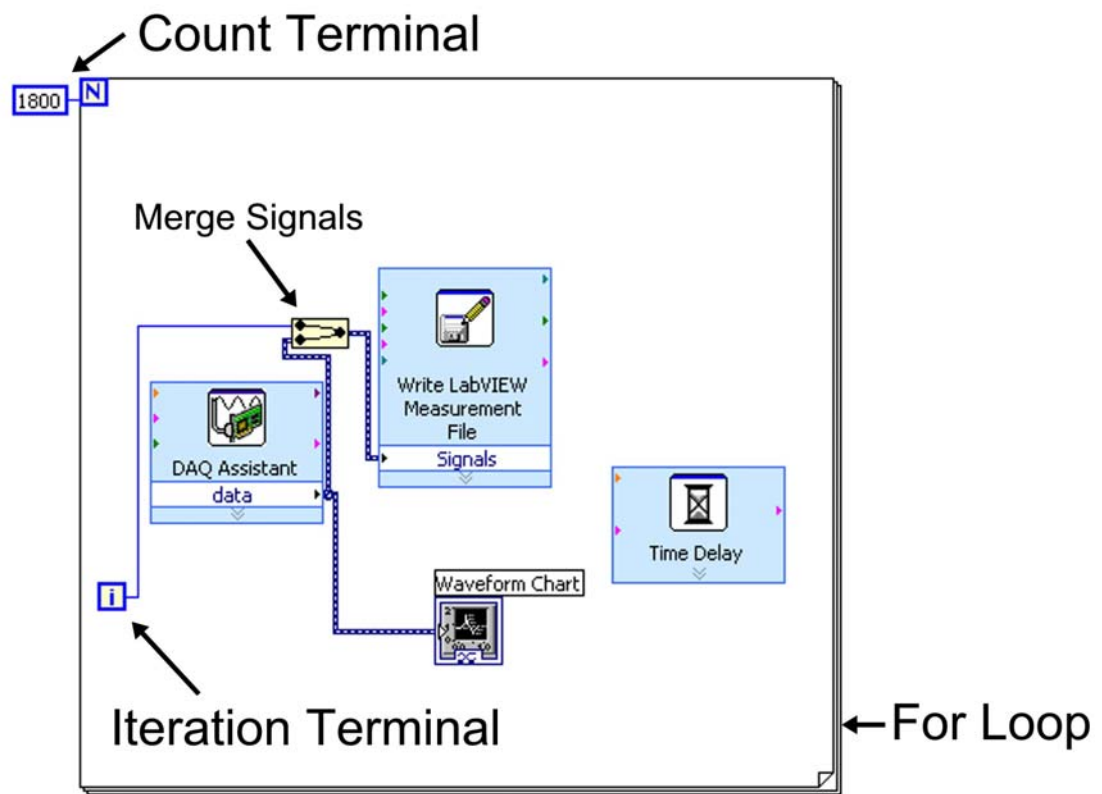 Count Terminal
1800
N
Merge Signals
Write LabVIEW
Measurement
File
Signals
DAQ Assistant
data
Time Delay
Waveform Chart
i
Iteration Terminal
For Loop